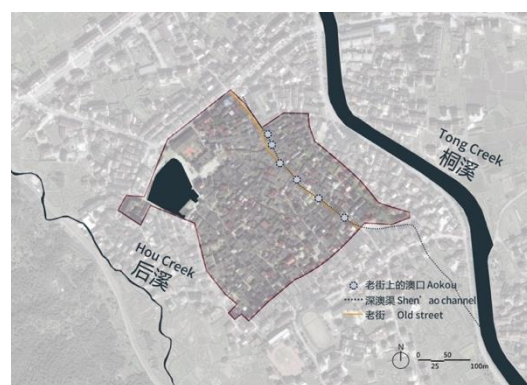 Tong Creek
桐溪
Hou Creek
后溪
老街上的澳口 Aokou
深澳渠 Shen'ao channel
老街 Old street
N
0 50
25 100m